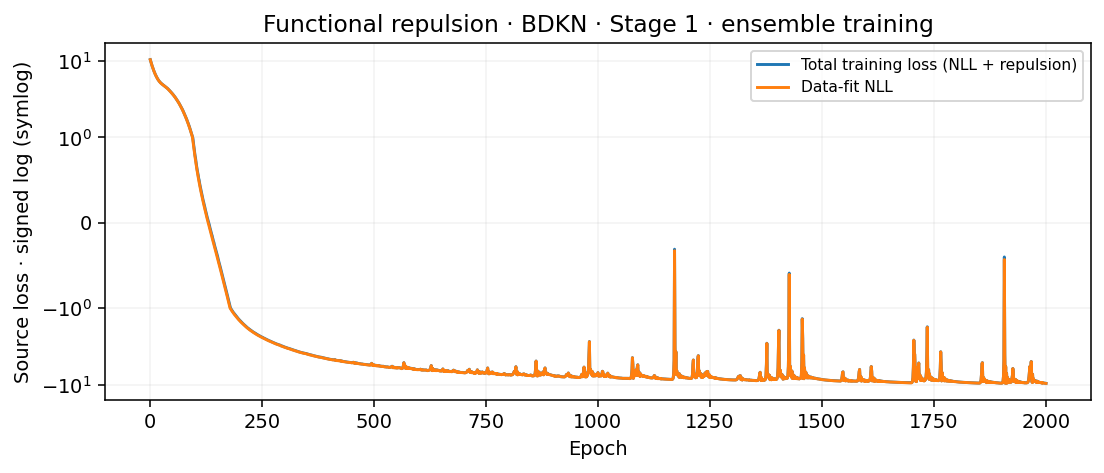 Functional repulsion · BDKN · Stage 1 · ensemble training
Total training loss (NLL + repulsion)
Data-fit NLL
Source loss · signed log (symlog)
10¹
10⁰
0
−10⁰
−10¹
0 250 500 750 1000 1250 1500 1750 2000
Epoch